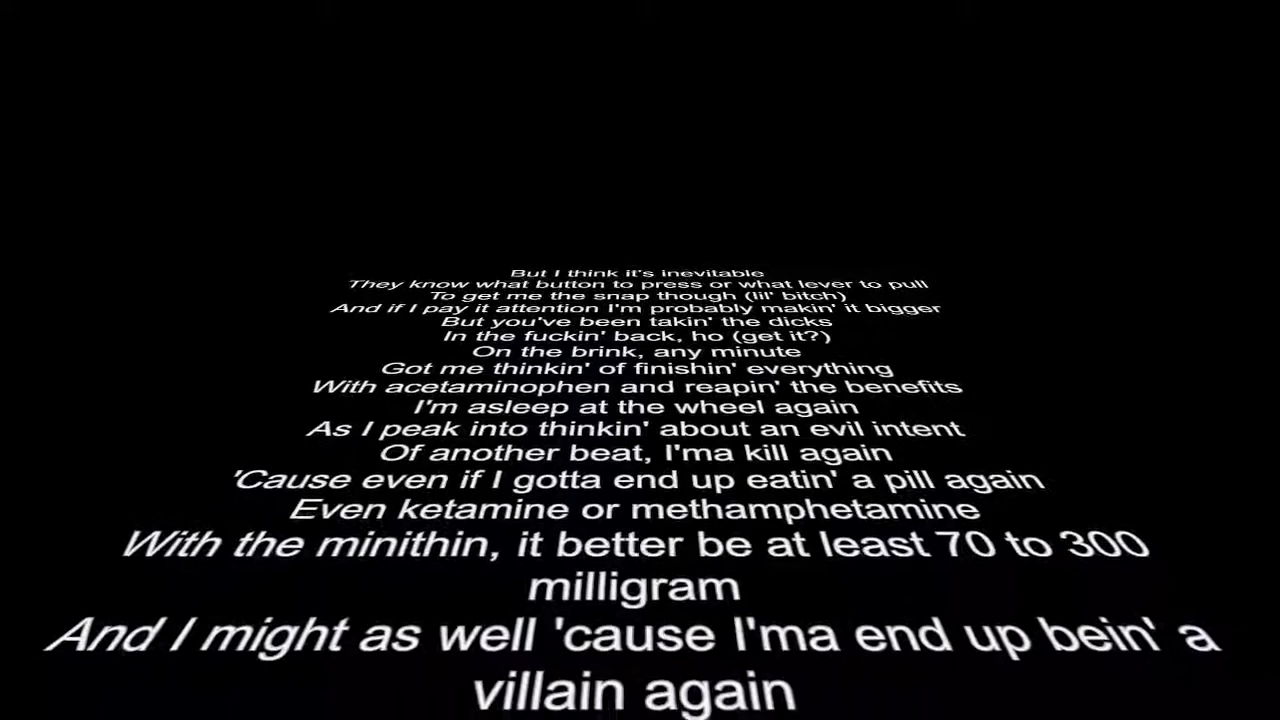 But I think it's inevitable
They know what button to press or what lever to pull
To get me the snap though (lil' bitch)
And if I pay it attention I'm probably makin' it bigger
But you've been takin' the dicks
In the fuckin' back, ho (get it?)
On the brink, any minute
Got me thinkin' of finishin' everything
With acetaminophen and reapin' the benefits
I'm asleep at the wheel again
As I peak into thinkin' about an evil intent
Of another beat, I'ma kill again
'Cause even if I gotta end up eatin' a pill again
Even ketamine or methamphetamine
With the minithin, it better be at least 70 to 300
milligram
And I might as well 'cause I'ma end up bein' a
villain again